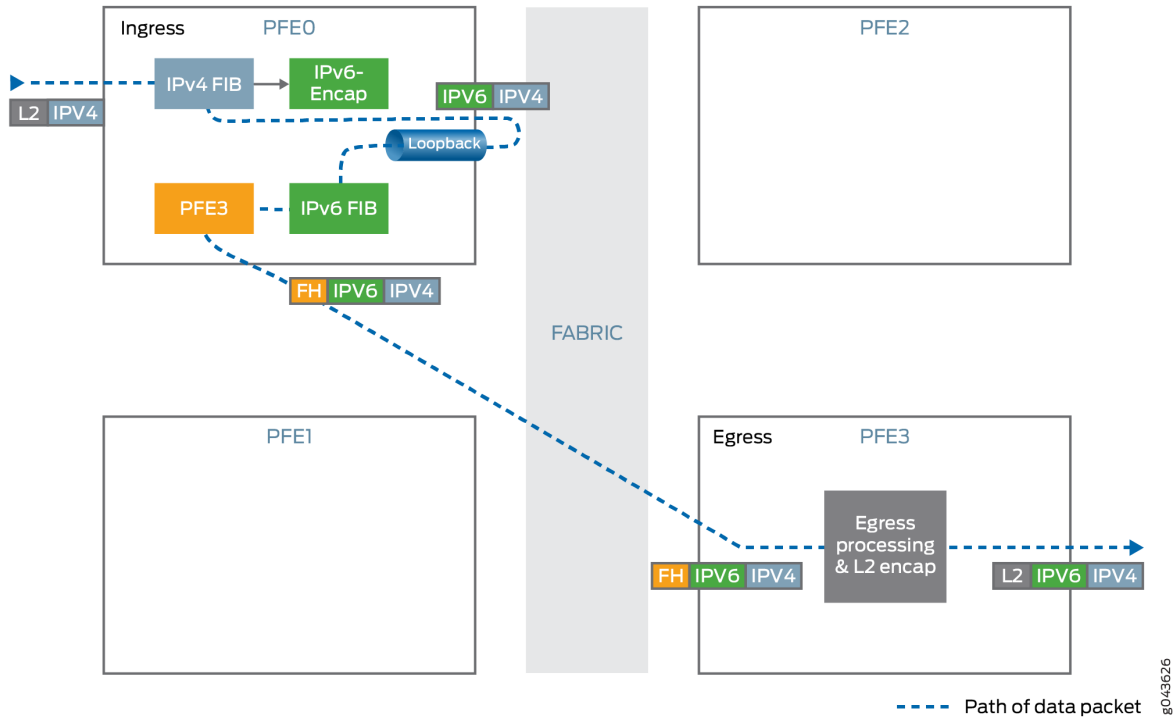 Ingress
PFE0
PFE2
IPv4 FIB
IPv6-
Encap
L2 IPV4
IPV6 IPV4
Loopback
PFE3
IPv6 FIB
FH IPV6 IPV4
FABRIC
PFE1
Egress
PFE3
Egress
processing
& L2 encap
FH IPV6 IPV4
L2 IPV6 IPV4
Path of data packet
g043626